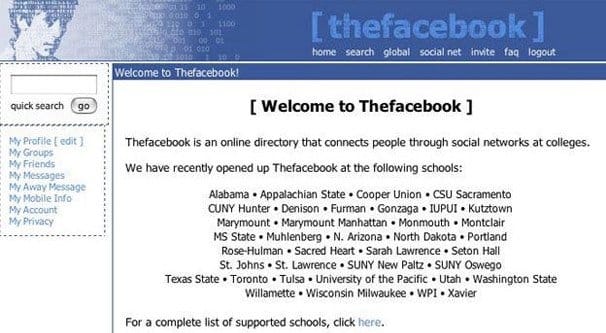 [ thefacebook ]
home search global social net invite faq logout
quick search go
My Profile [ edit ]
My Groups
My Friends
My Messages
My Away Message
My Mobile Info
My Account
My Privacy
Welcome to Thefacebook!
[ Welcome to Thefacebook ]
Thefacebook is an online directory that connects people through social networks at colleges.
We have recently opened up Thefacebook at the following schools:
Alabama • Appalachian State • Cooper Union • CSU Sacramento
CUNY Hunter • Denison • Furman • Gonzaga • IUPUI • Kutztown
Marymount • Marymount Manhattan • Monmouth • Montclair
MS State • Muhlenberg • N. Arizona • North Dakota • Portland
Rose-Hulman • Sacred Heart • Sarah Lawrence • Seton Hall
St. Johns • St. Lawrence • SUNY New Paltz • SUNY Oswego
Texas State • Toronto • Tulsa • University of the Pacific • Utah • Washington State
Willamette • Wisconsin Milwaukee • WPI • Xavier
For a complete list of supported schools, click here.